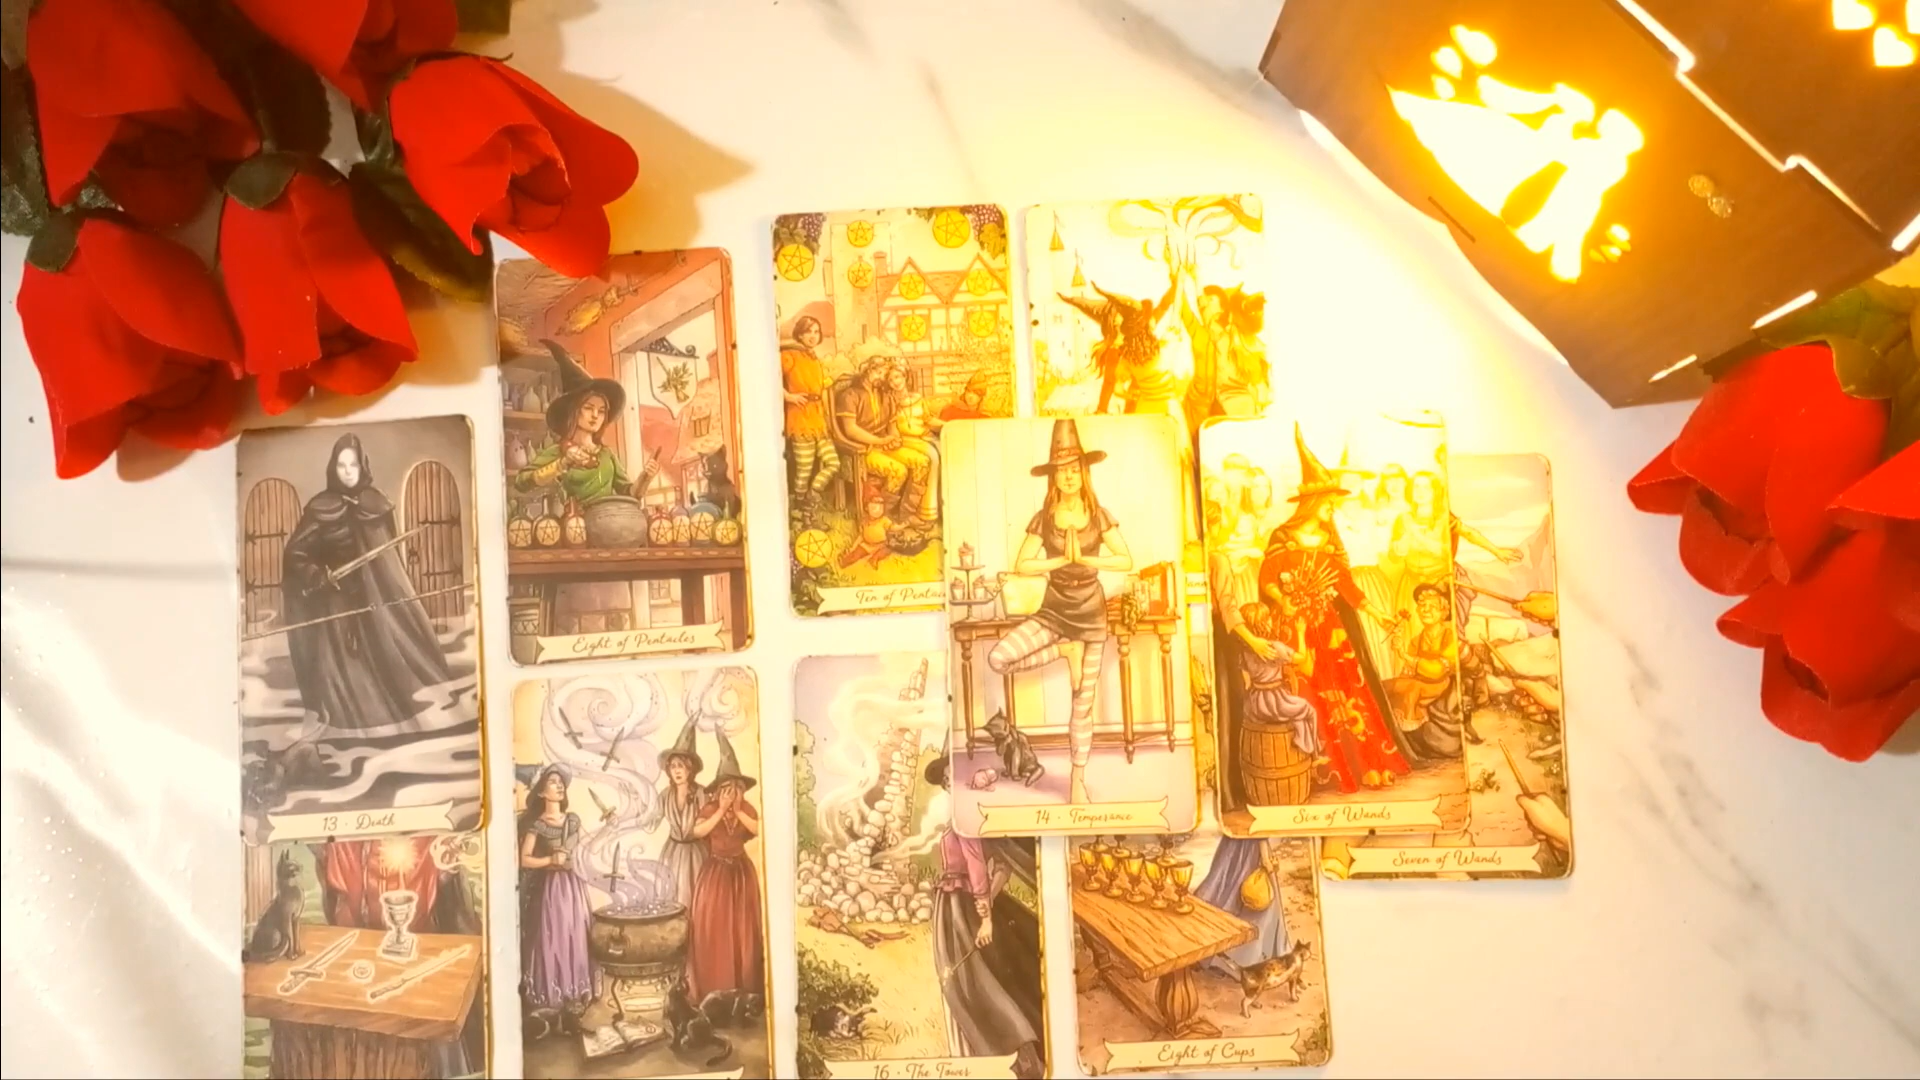 Eight of Pentacles
Ten of
13 · Death
14 · Temperance
Six of Wands
Seven of Wands
Eight of Cups
16 · The Tower